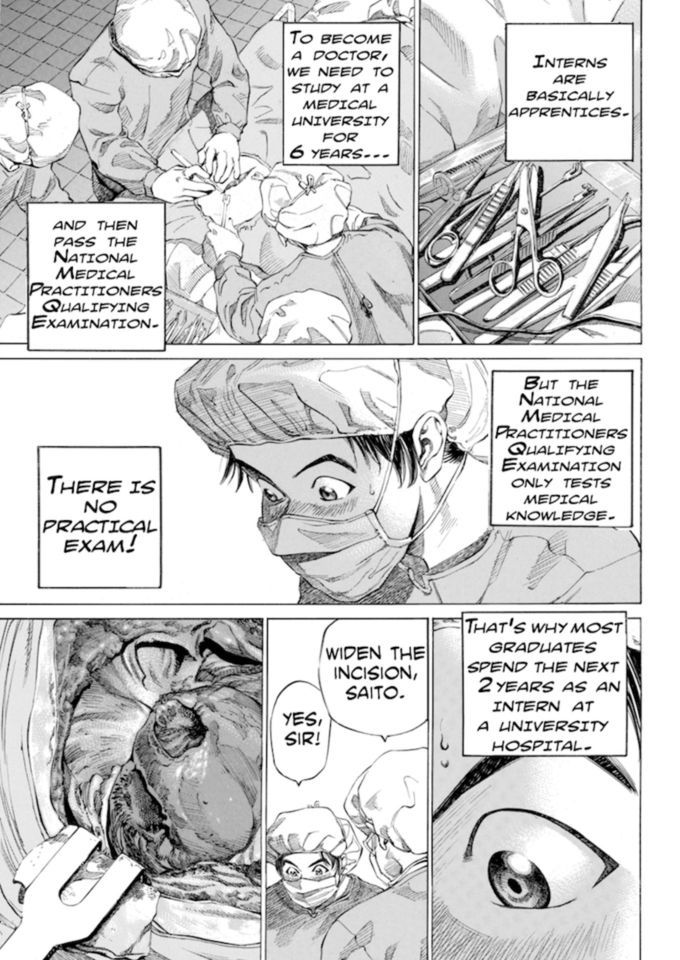 INTERNS
ARE
BASICALLY
APPRENTICES.
TO BECOME
A DOCTOR,
WE NEED TO
STUDY AT A
MEDICAL
UNIVERSITY
FOR
6 YEARS...
AND THEN
PASS THE
NATIONAL
MEDICAL
PRACTITIONERS
QUALIFYING
EXAMINATION.
BUT THE
NATIONAL
MEDICAL
PRACTITIONERS
QUALIFYING
EXAMINATION
ONLY TESTS
MEDICAL
KNOWLEDGE.
THERE IS
NO
PRACTICAL
EXAM!
THAT'S WHY MOST
GRADUATES
SPEND THE NEXT
2 YEARS AS AN
INTERN AT
A UNIVERSITY
HOSPITAL.
WIDEN THE
INCISION,
SAITO.
YES,
SIR!